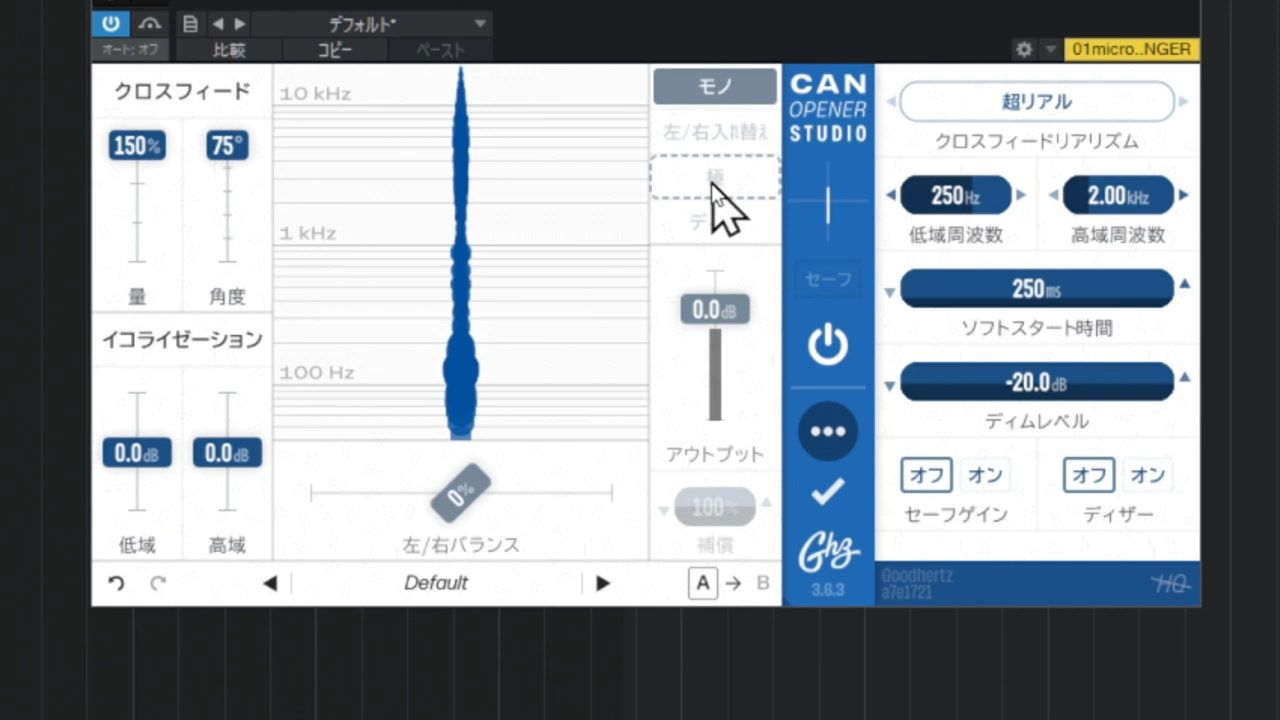 デフォルト*
オート: オフ
比較
コピー
ペースト
01micro..NGER
クロスフィード
150%
75°
量
角度
イコライゼーション
0.0dB
0.0dB
低域
高域
10 kHz
1 kHz
100 Hz
0%
左/右バランス
モノ
左/右入れ替え
0.0dB
アウトプット
100%
補償
Default
A → B
CAN
OPENER
STUDIO
セーフ
Ghz
3.6.3
超リアル
クロスフィードリアリズム
250Hz
2.00kHz
低域周波数
高域周波数
250ms
ソフトスタート時間
-20.0dB
ディムレベル
オフ オン
オフ オン
セーフゲイン
ディザー
Goodhertz
a7e1721
HQ